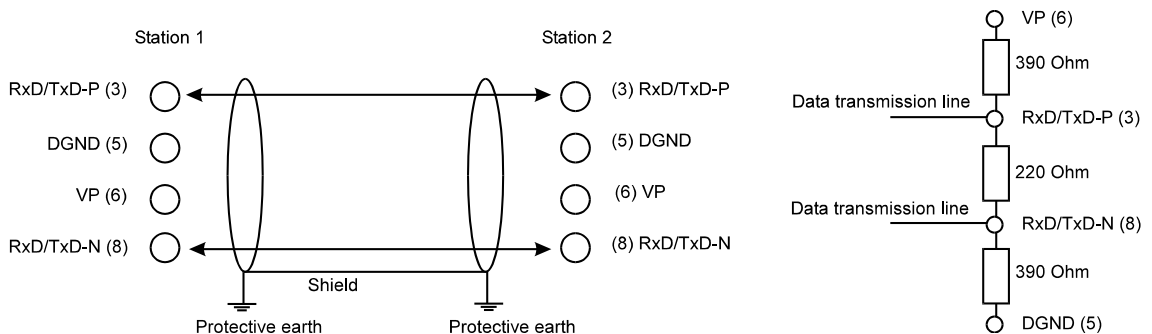 Station 1
Station 2
RxD/TxD-P (3)
(3) RxD/TxD-P
DGND (5)
(5) DGND
VP (6)
(6) VP
RxD/TxD-N (8)
(8) RxD/TxD-N
Shield
Protective earth
Protective earth
VP (6)
390 Ohm
Data transmission line
RxD/TxD-P (3)
220 Ohm
Data transmission line
RxD/TxD-N (8)
390 Ohm
DGND (5)